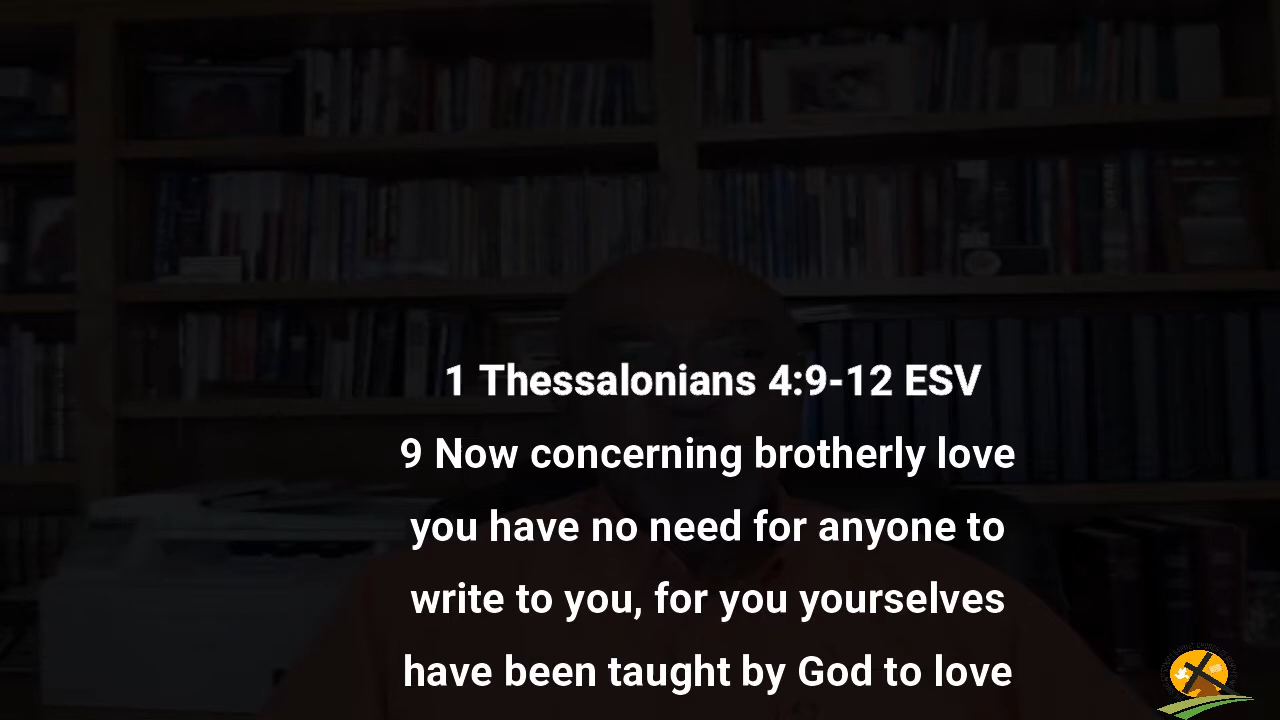 1 Thessalonians 4:9-12 ESV
9 Now concerning brotherly love
you have no need for anyone to
write to you, for you yourselves
have been taught by God to love